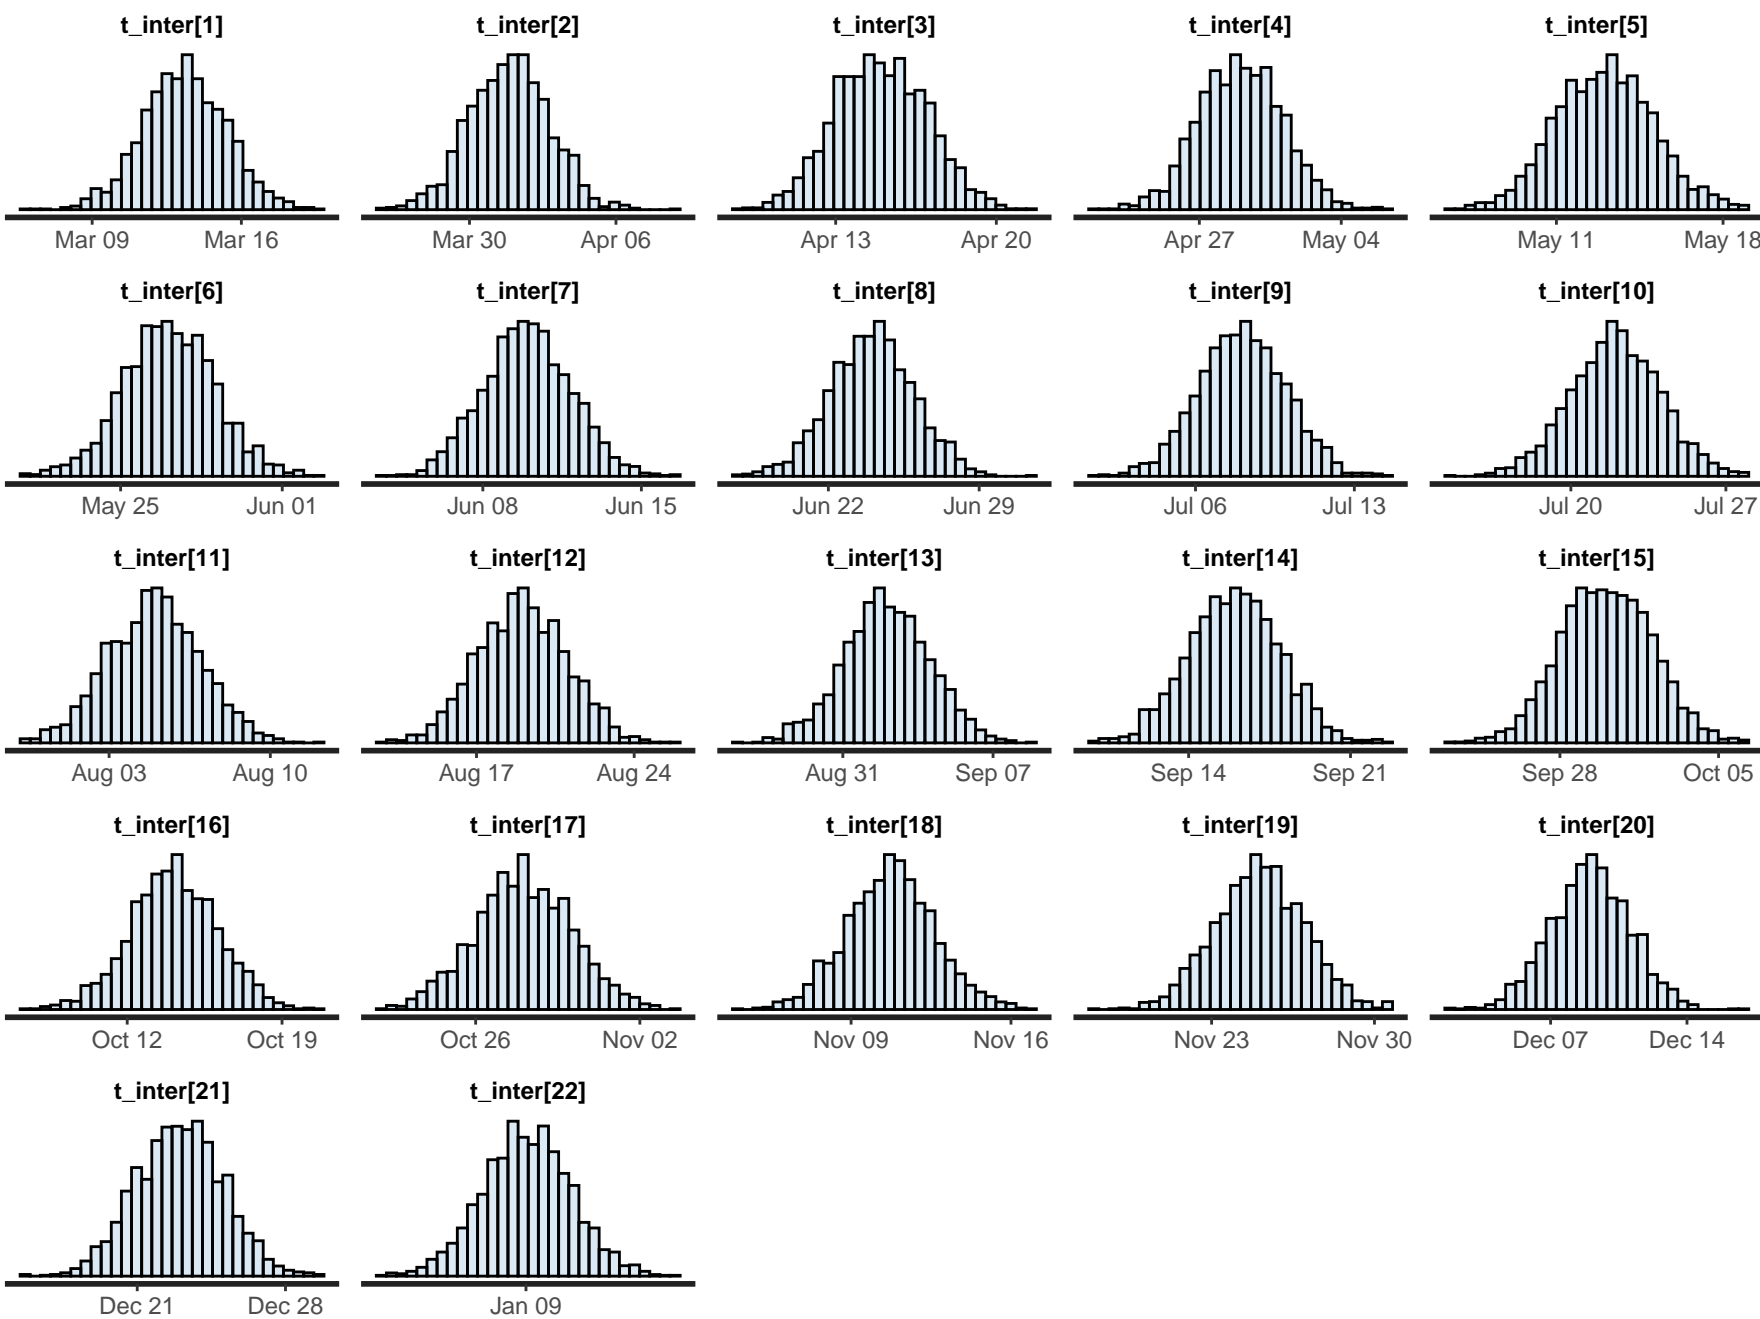 t_inter[1] t_inter[2] t_inter[3] t_inter[4] t_inter[5]
Mar 09 Mar 16 Mar 30 Apr 06 Apr 13 Apr 20 Apr 27 May 04 May 11 May 18
t_inter[6] t_inter[7] t_inter[8] t_inter[9] t_inter[10]
May 25 Jun 01 Jun 08 Jun 15 Jun 22 Jun 29 Jul 06 Jul 13 Jul 20 Jul 27
t_inter[11] t_inter[12] t_inter[13] t_inter[14] t_inter[15]
Aug 03 Aug 10 Aug 17 Aug 24 Aug 31 Sep 07 Sep 14 Sep 21 Sep 28 Oct 05
t_inter[16] t_inter[17] t_inter[18] t_inter[19] t_inter[20]
Oct 12 Oct 19 Oct 26 Nov 02 Nov 09 Nov 16 Nov 23 Nov 30 Dec 07 Dec 14
t_inter[21] t_inter[22]
Dec 21 Dec 28 Jan 09